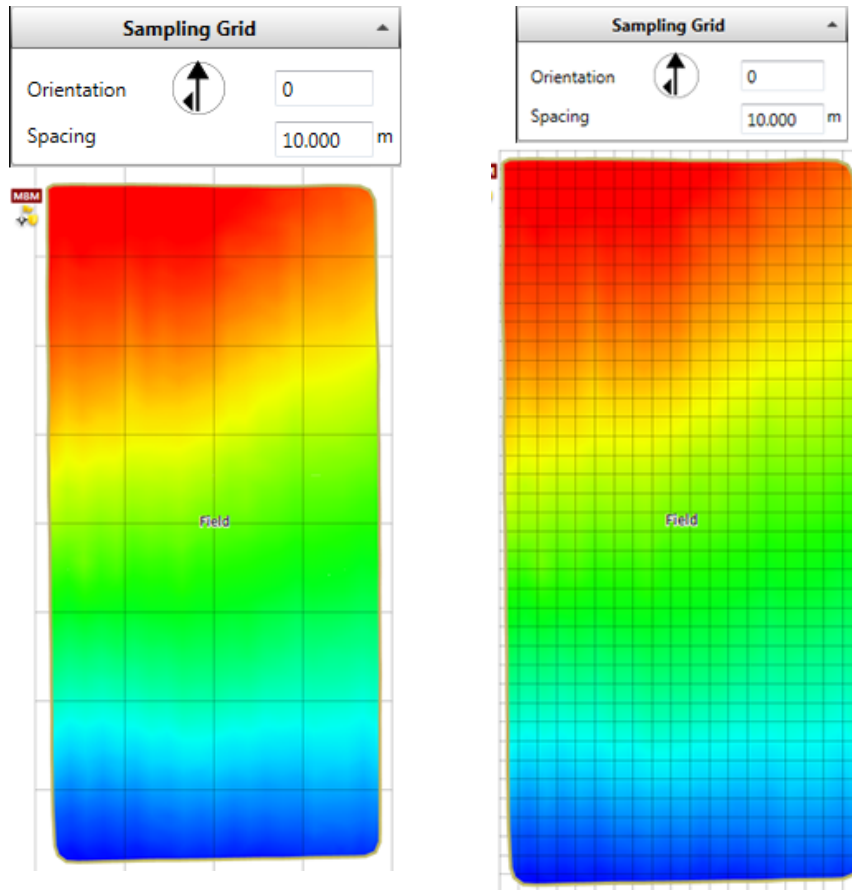 Sampling Grid
Orientation 0
Spacing 10.000 m
MBM
Field
Sampling Grid
Orientation 0
Spacing 10.000 m
Field